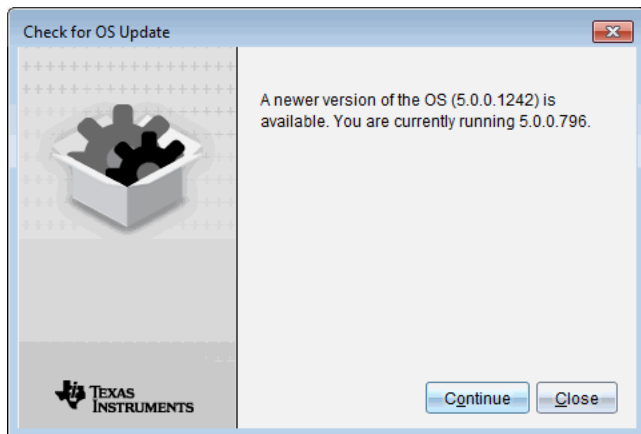 Check for OS Update
A newer version of the OS (5.0.0.1242) is
available. You are currently running 5.0.0.796.
TEXAS
INSTRUMENTS
Continue Close